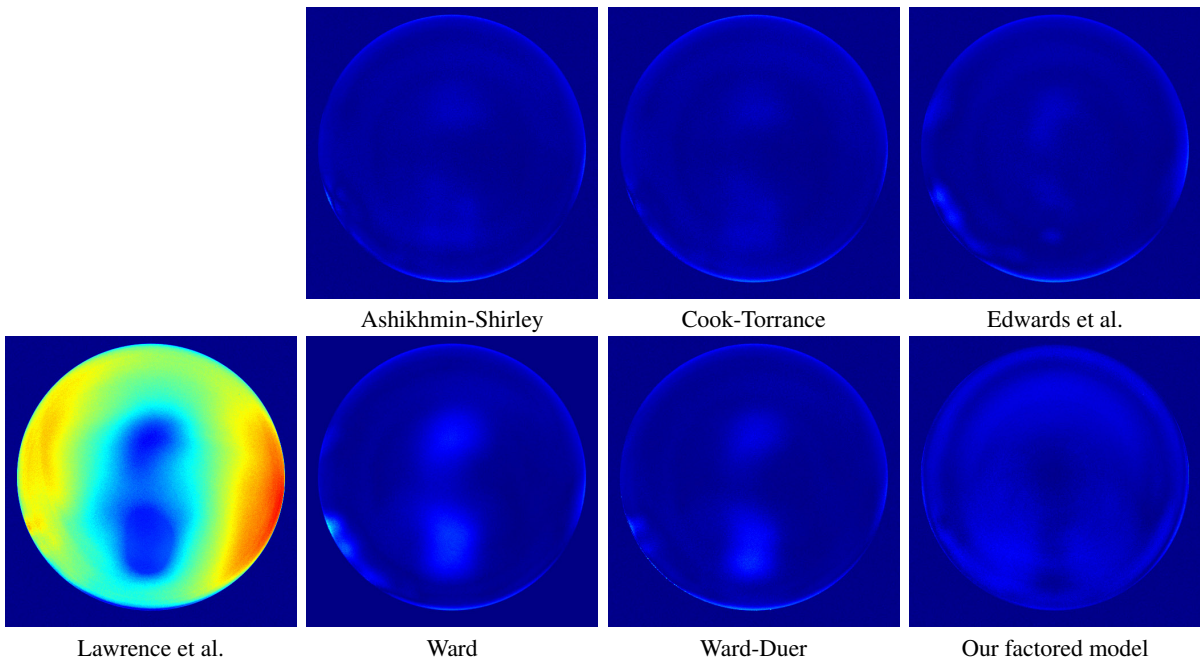 Ashikhmin-Shirley
Cook-Torrance
Edwards et al.
Lawrence et al.
Ward
Ward-Duer
Our factored model